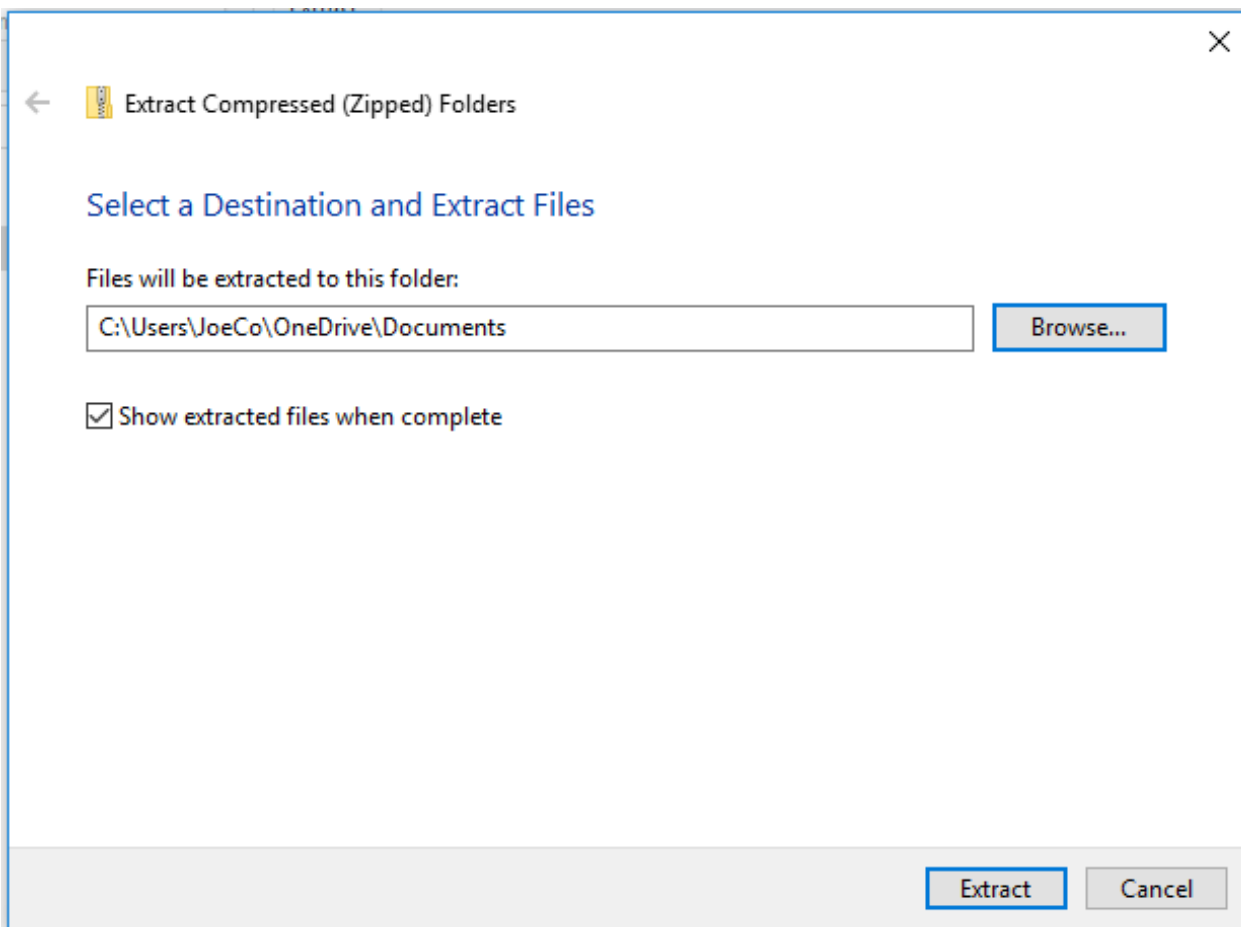 Extract Compressed (Zipped) Folders
Select a Destination and Extract Files
Files will be extracted to this folder:
C:\Users\JoeCo\OneDrive\Documents
Browse...
Show extracted files when complete
Extract
Cancel